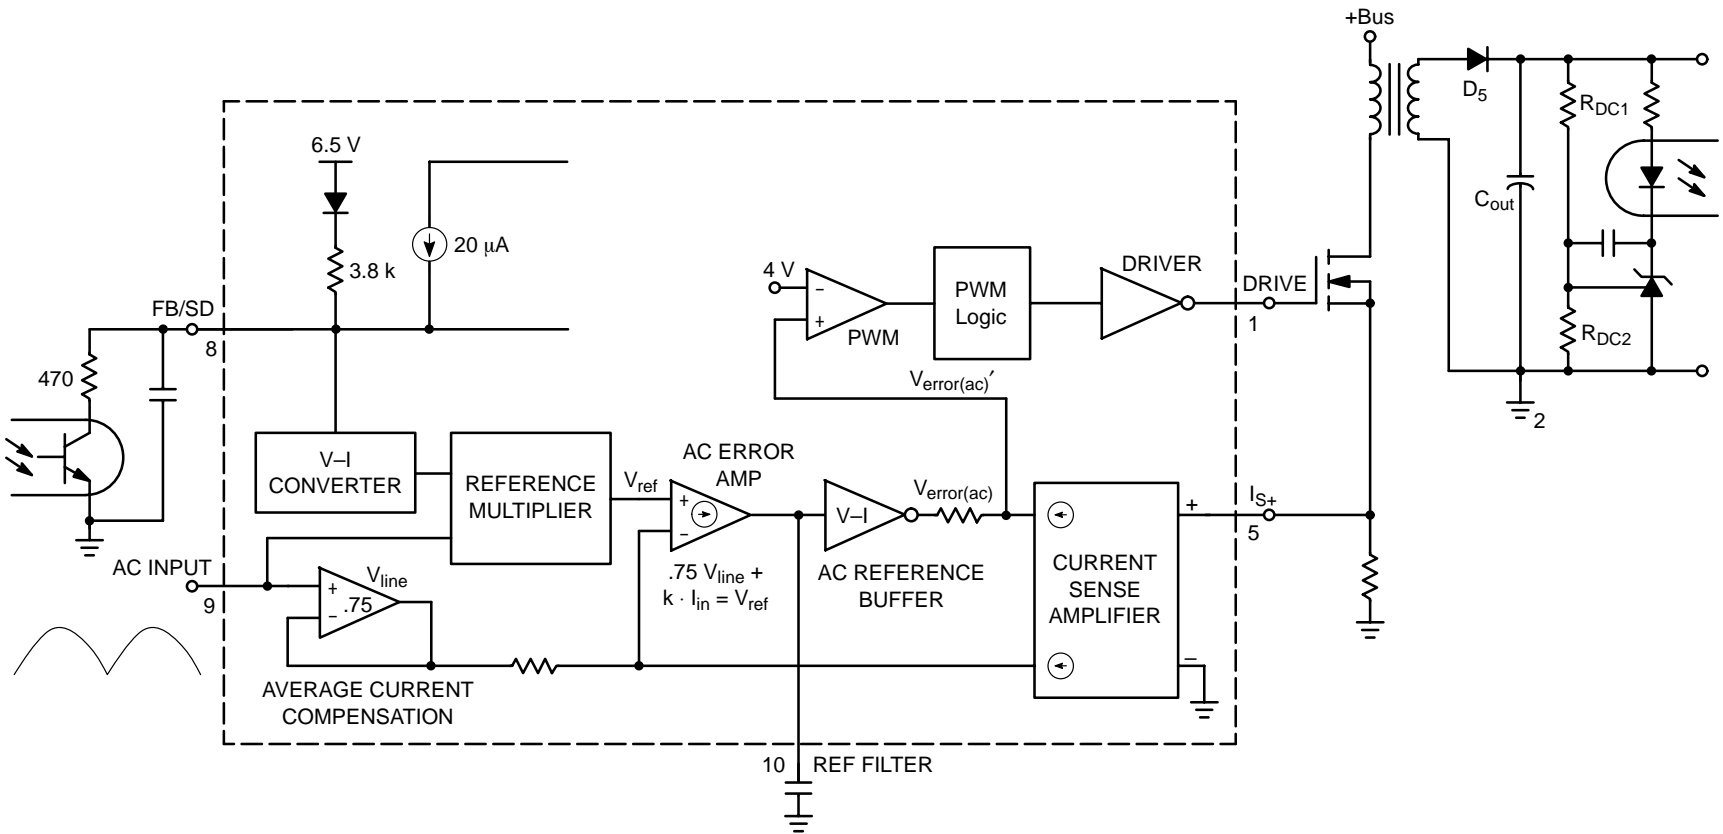 +Bus
D5
RDC1
Cout
RDC2
2
6.5 V
20 μA
3.8 k
FB/SD
8
470
4 V
−
+
PWM
PWM
Logic
DRIVER
DRIVE
1
Verror(ac)′
V–I
CONVERTER
REFERENCE
MULTIPLIER
Vref
AC ERROR
AMP
+
−
.75 Vline +
k · Iin = Vref
V–I
Verror(ac)
AC REFERENCE
BUFFER
CURRENT
SENSE
AMPLIFIER
+
−
IS+
5
AC INPUT
9
Vline
+
.75
−
AVERAGE CURRENT
COMPENSATION
10
REF FILTER